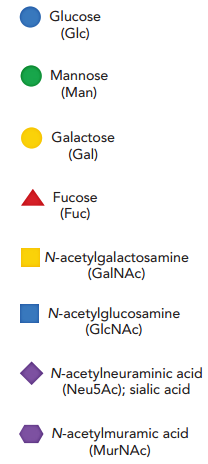 Glucose
(Glc)
Mannose
(Man)
Galactose
(Gal)
Fucose
(Fuc)
N-acetylgalactosamine
(GalNAc)
N-acetylglucosamine
(GlcNAc)
N-acetylneuraminic acid
(Neu5Ac); sialic acid
N-acetylmuramic acid
(MurNAc)